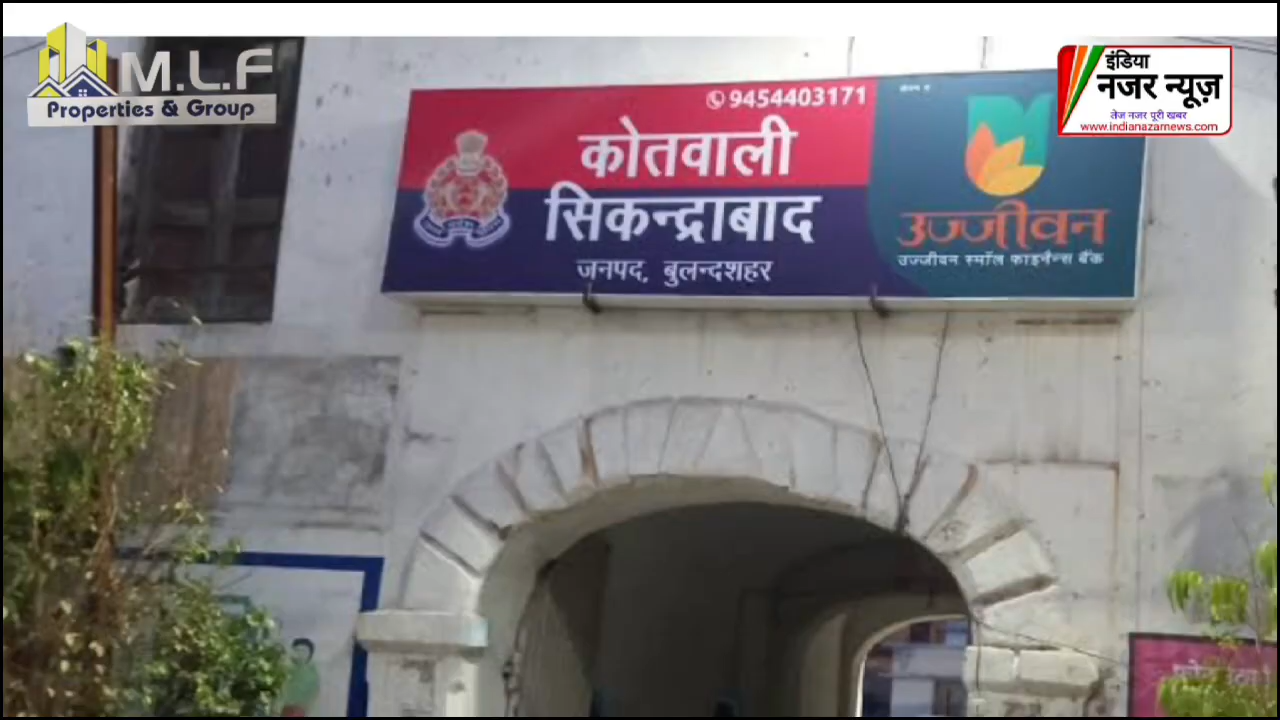 M.L.F
Properties & Group
इंडिया
नजर न्यूज़
तेज नजर पूरी खबर
www.indianazarnews.com
9454403171
कोतवाली
सिकन्द्राबाद
जनपद, बुलन्दशहर
उज्जीवन
उज्जीवन स्मॉल फाइनेन्स बैंक